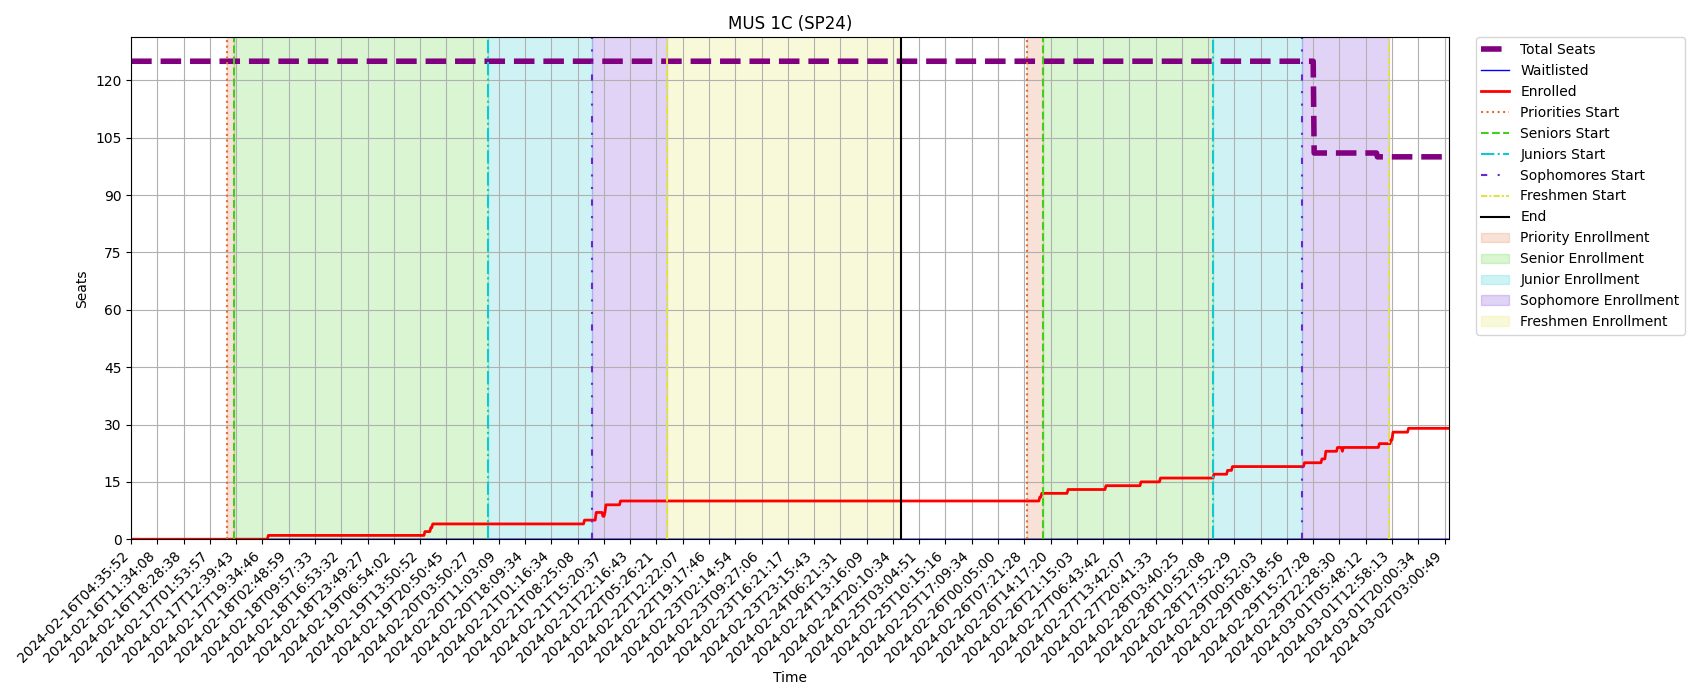 MUS 1C (SP24)
Seats
120
105
90
75
60
45
30
15
0
2024-02-16T04:35:52
2024-02-16T11:34:08
2024-02-16T18:28:38
2024-02-17T01:53:57
2024-02-17T12:39:43
2024-02-17T19:34:46
2024-02-18T02:48:59
2024-02-18T09:57:33
2024-02-18T16:53:32
2024-02-18T23:49:27
2024-02-19T06:54:02
2024-02-19T13:50:52
2024-02-19T20:50:45
2024-02-20T03:50:27
2024-02-20T11:03:09
2024-02-20T18:09:34
2024-02-21T01:16:34
2024-02-21T08:25:08
2024-02-21T15:20:37
2024-02-21T22:16:43
2024-02-22T05:26:21
2024-02-22T12:22:07
2024-02-22T19:17:46
2024-02-23T02:14:54
2024-02-23T09:27:06
2024-02-23T16:21:17
2024-02-23T23:15:43
2024-02-24T06:21:31
2024-02-24T13:16:09
2024-02-24T20:10:34
2024-02-25T03:04:51
2024-02-25T10:15:16
2024-02-25T17:09:34
2024-02-26T00:05:00
2024-02-26T07:21:28
2024-02-26T14:17:20
2024-02-26T21:15:03
2024-02-27T06:43:42
2024-02-27T13:42:07
2024-02-27T20:41:33
2024-02-28T03:40:25
2024-02-28T10:52:08
2024-02-28T17:52:29
2024-02-29T00:52:03
2024-02-29T08:18:56
2024-02-29T15:27:28
2024-02-29T22:28:30
2024-03-01T05:48:12
2024-03-01T12:58:13
2024-03-01T20:00:34
2024-03-02T03:00:49
Time
Total Seats
Waitlisted
Enrolled
Priorities Start
Seniors Start
Juniors Start
Sophomores Start
Freshmen Start
End
Priority Enrollment
Senior Enrollment
Junior Enrollment
Sophomore Enrollment
Freshmen Enrollment